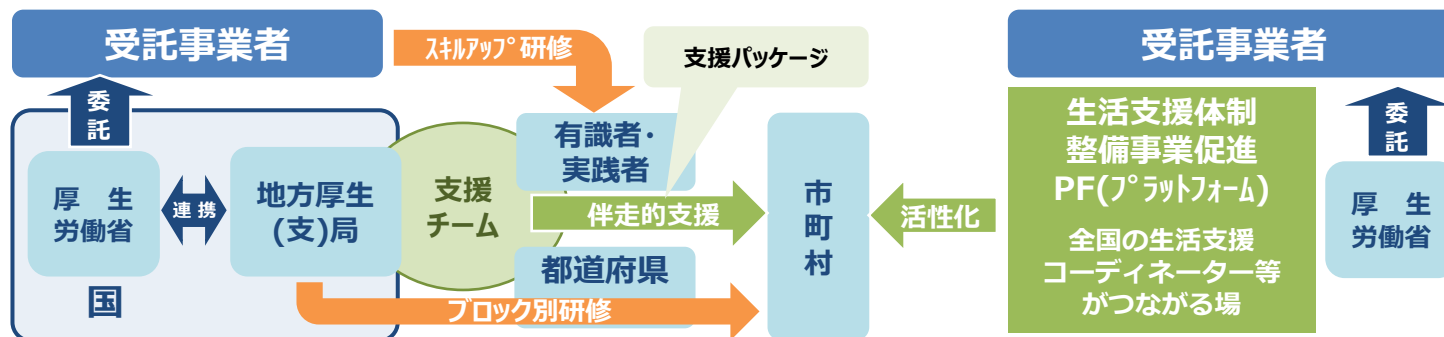 受託事業者
スキルアップ研修
支援パッケージ
受託事業者
委
託
有識者・
実践者
生活支援体制
整備事業促進
PF(プラットフォーム)
委
託
厚 生
労働省
連 携
地方厚生
(支)局
支援
チーム
伴走的支援
市
町
村
活性化
全国の生活支援
コーディネーター等
がつながる場
厚 生
労働省
都道府県
国
ブロック別研修